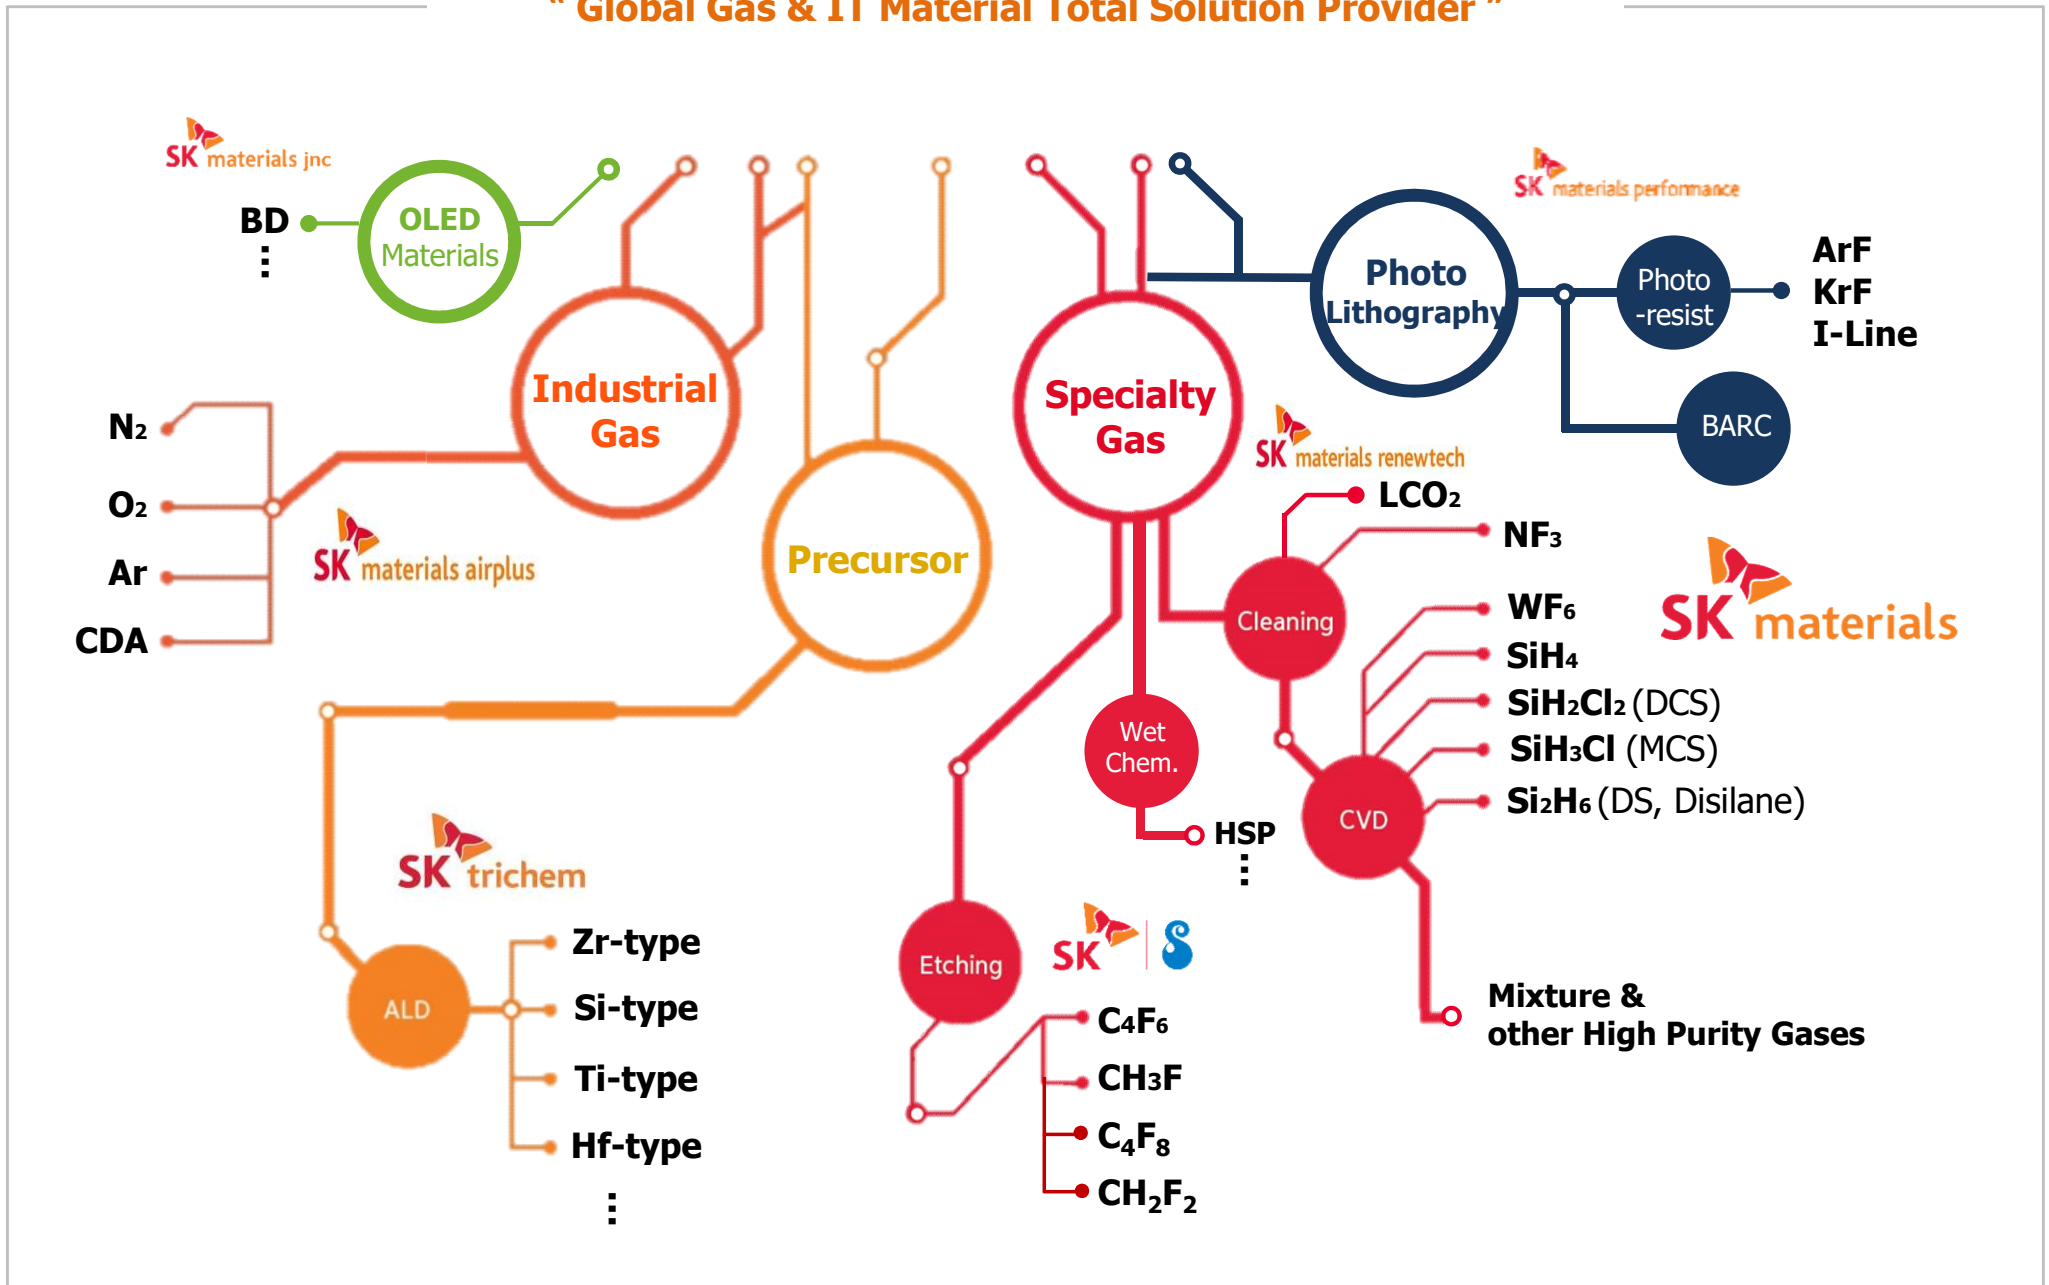 “ Global Gas & IT Material Total Solution Provider ”
SK materials jnc
BD
⋮
OLED
Materials
SK materials performance
Photo
Lithography
Photo
-resist
ArF
KrF
I-Line
BARC
Industrial
Gas
N₂
O₂
Ar
CDA
SK materials airplus
Precursor
Specialty
Gas
SK materials renewtech
LCO₂
NF₃
Cleaning
WF₆
SiH₄
SiH₂Cl₂ (DCS)
SiH₃Cl (MCS)
Si₂H₆ (DS, Disilane)
SK materials
Wet
Chem.
HSP
⋮
CVD
SK trichem
ALD
Zr-type
Si-type
Ti-type
Hf-type
⋮
Etching
SK
C₄F₆
CH₃F
C₄F₈
CH₂F₂
Mixture &
other High Purity Gases